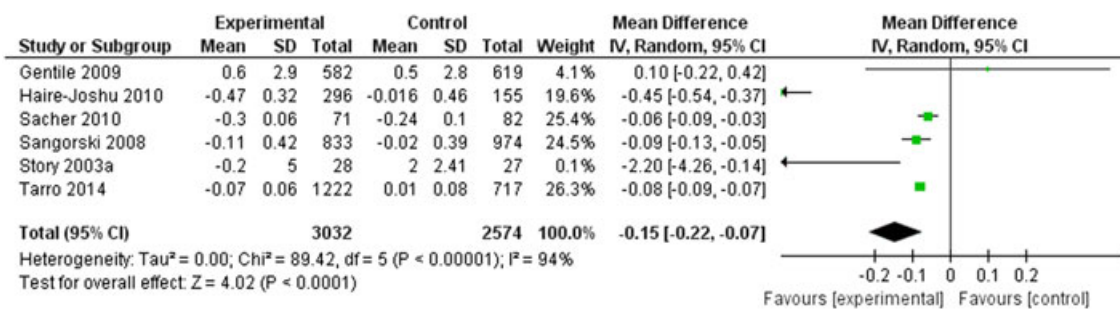 Experimental Control Mean Difference Mean Difference
Study or Subgroup Mean SD Total Mean SD Total Weight IV, Random, 95% CI IV, Random, 95% CI
Gentile 2009 0.6 2.9 582 0.5 2.8 619 4.1% 0.10 [-0.22, 0.42]
Haire-Joshu 2010 -0.47 0.32 296 -0.016 0.46 155 19.6% -0.45 [-0.54, -0.37]
Sacher 2010 -0.3 0.06 71 -0.24 0.1 82 25.4% -0.06 [-0.09, -0.03]
Sangorski 2008 -0.11 0.42 833 -0.02 0.39 974 24.5% -0.09 [-0.13, -0.05]
Story 2003a -0.2 5 28 2 2.41 27 0.1% -2.20 [-4.26, -0.14]
Tarro 2014 -0.07 0.06 1222 0.01 0.08 717 26.3% -0.08 [-0.09, -0.07]
Total (95% CI) 3032 2574 100.0% -0.15 [-0.22, -0.07]
Heterogeneity: Tau² = 0.00; Chi² = 89.42, df = 5 (P < 0.00001); I² = 94%
Test for overall effect: Z = 4.02 (P < 0.0001)
-0.2 -0.1 0 0.1 0.2
Favours [experimental] Favours [control]